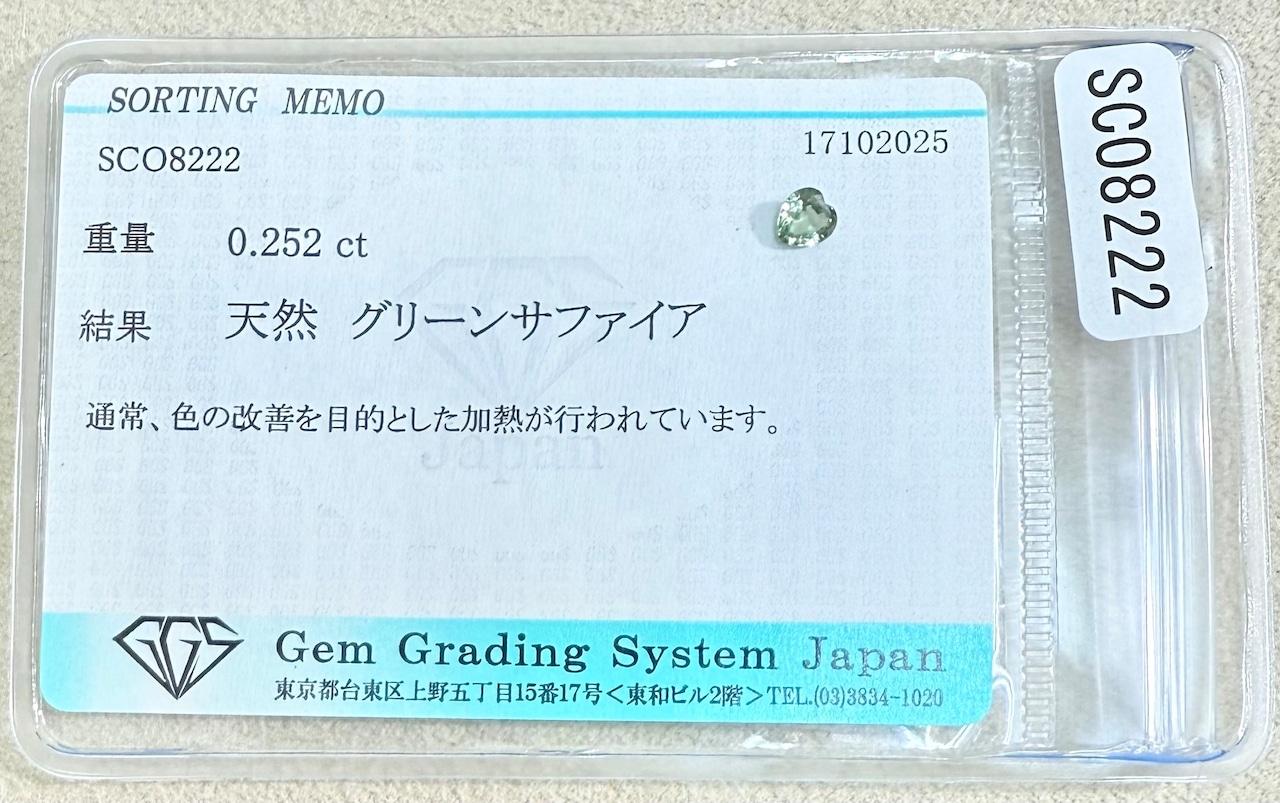 SORTING MEMO
SCO8222
17102025
重量 0.252 ct
結果 天然 グリーンサファイア
通常、色の改善を目的とした加熱が行われています。
Japan
GGS
Gem Grading System Japan
東京都台東区上野五丁目15番17号<東和ビル2階>TEL.(03)3834-1020
SCO8222